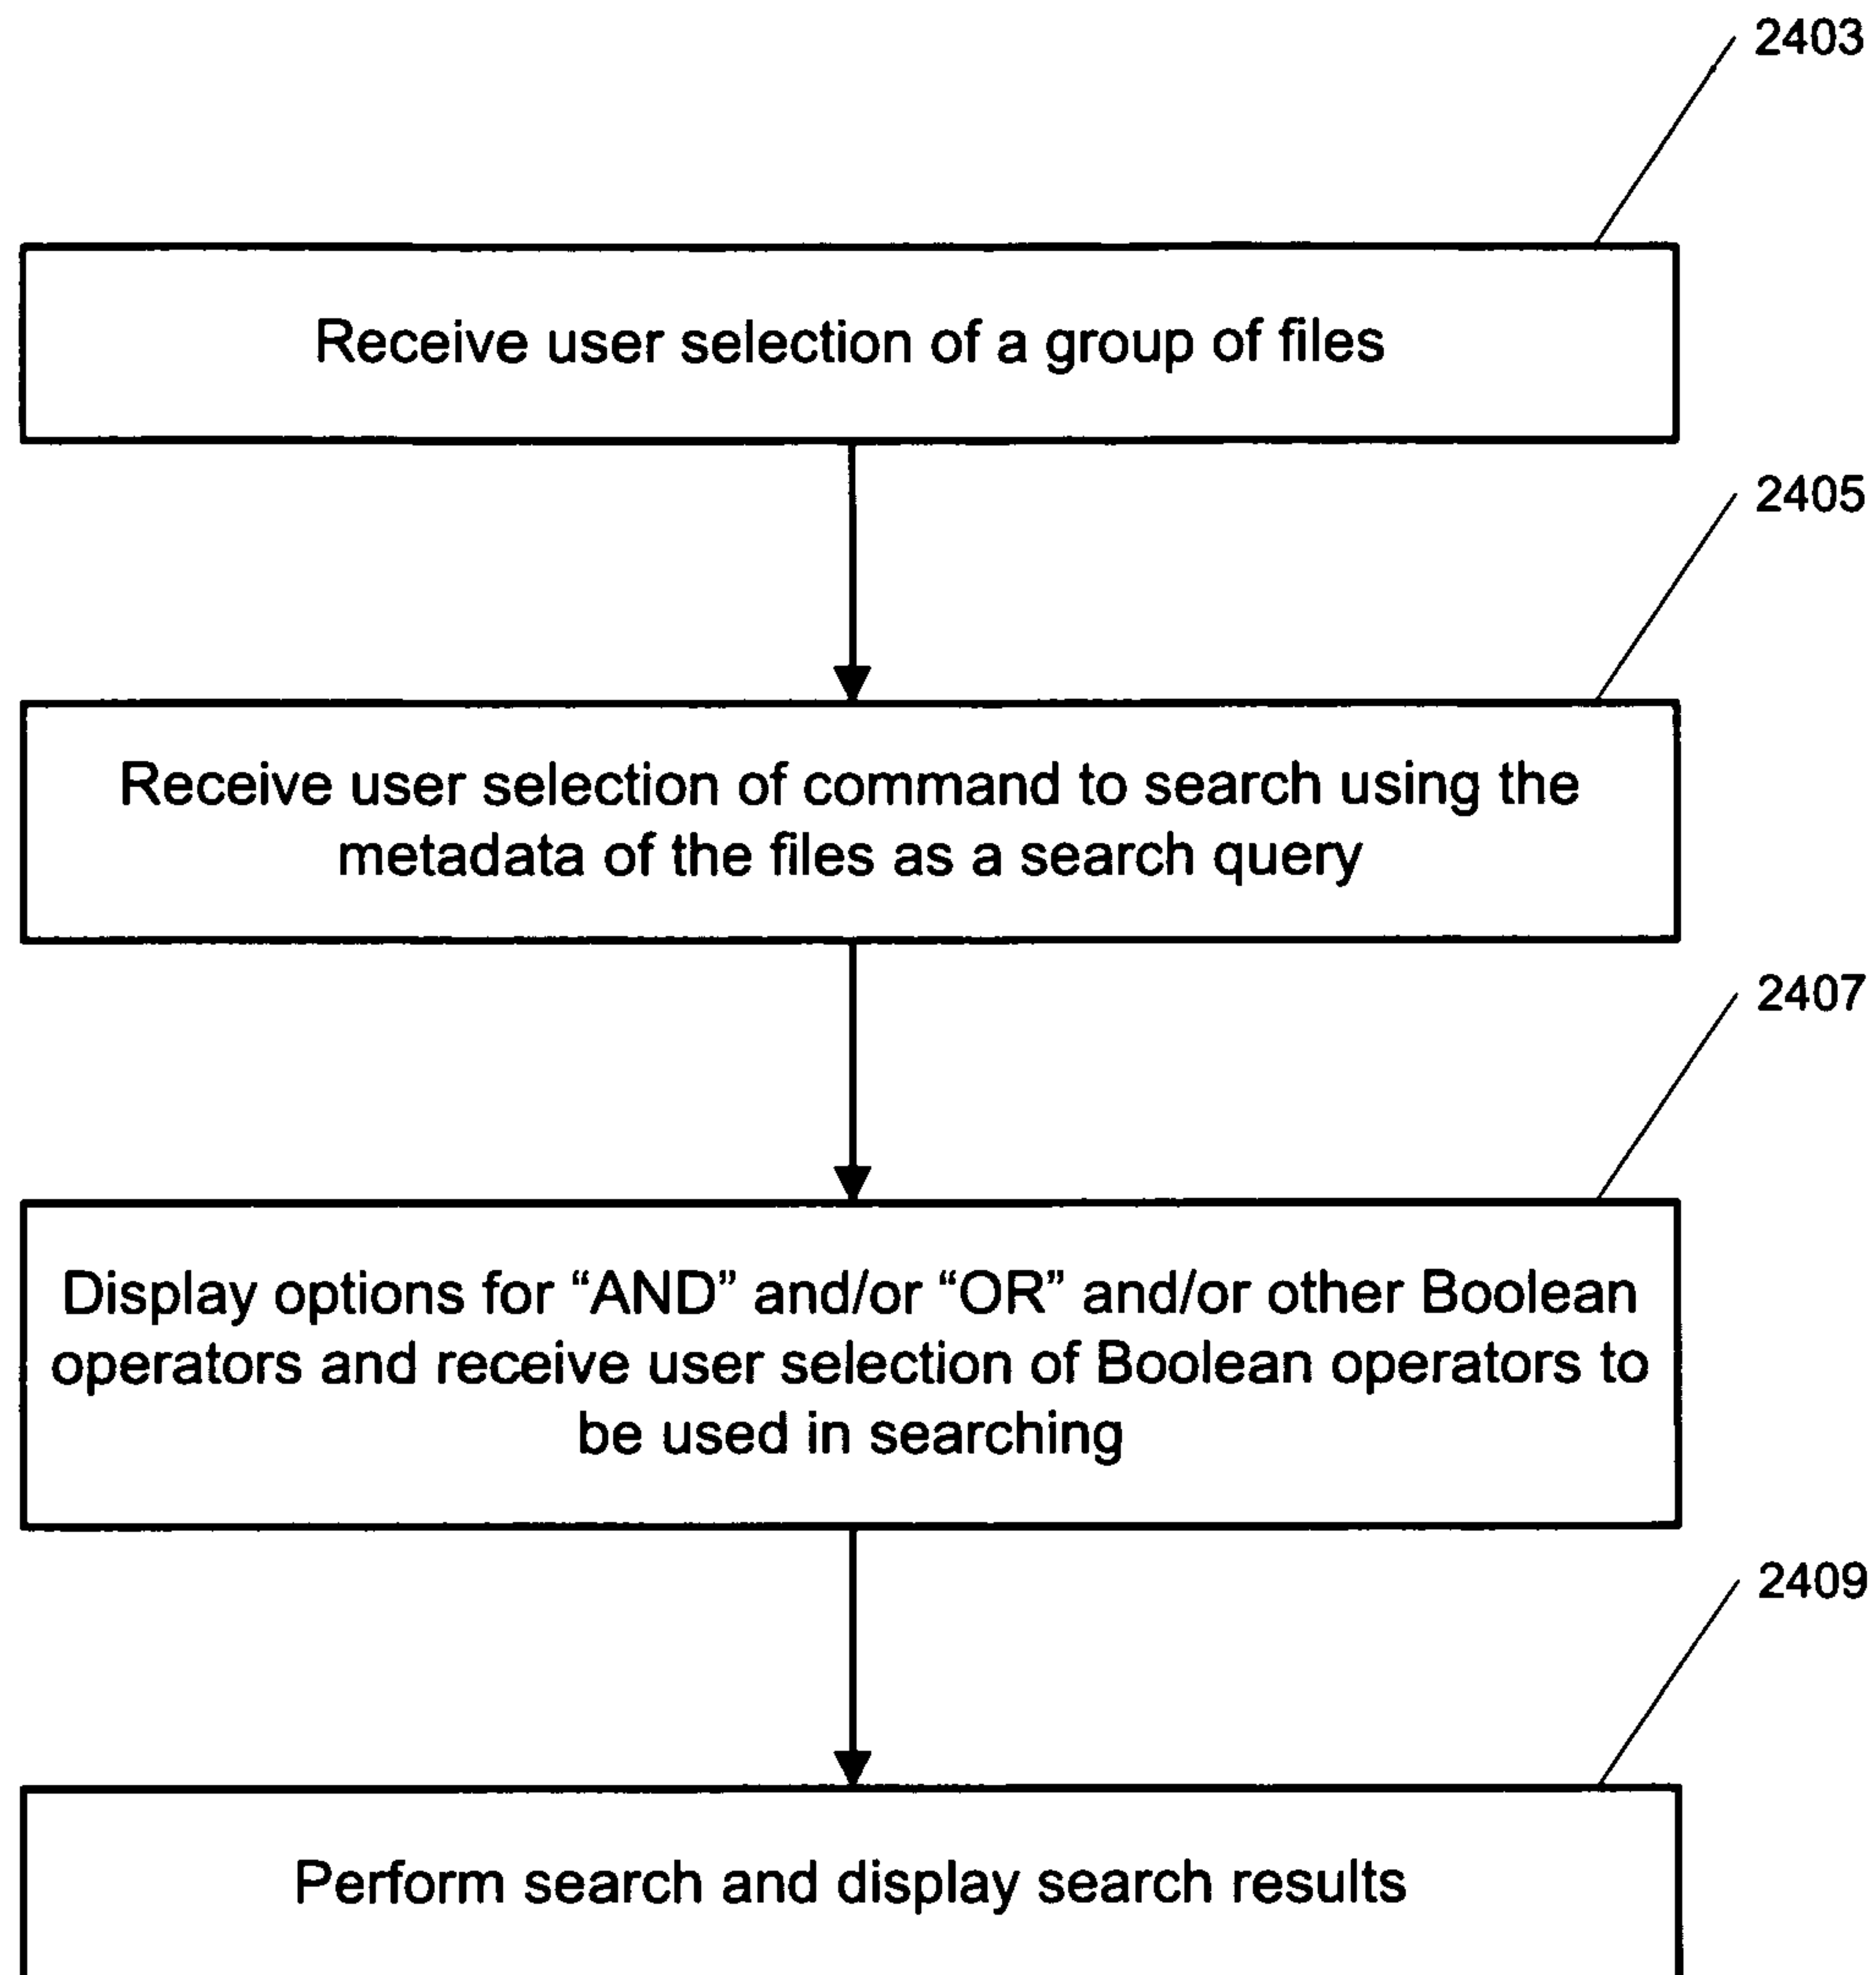 2403
Receive user selection of a group of files
2405
Receive user selection of command to search using the
metadata of the files as a search query
2407
Display options for “AND” and/or “OR” and/or other Boolean
operators and receive user selection of Boolean operators to
be used in searching
2409
Perform search and display search results